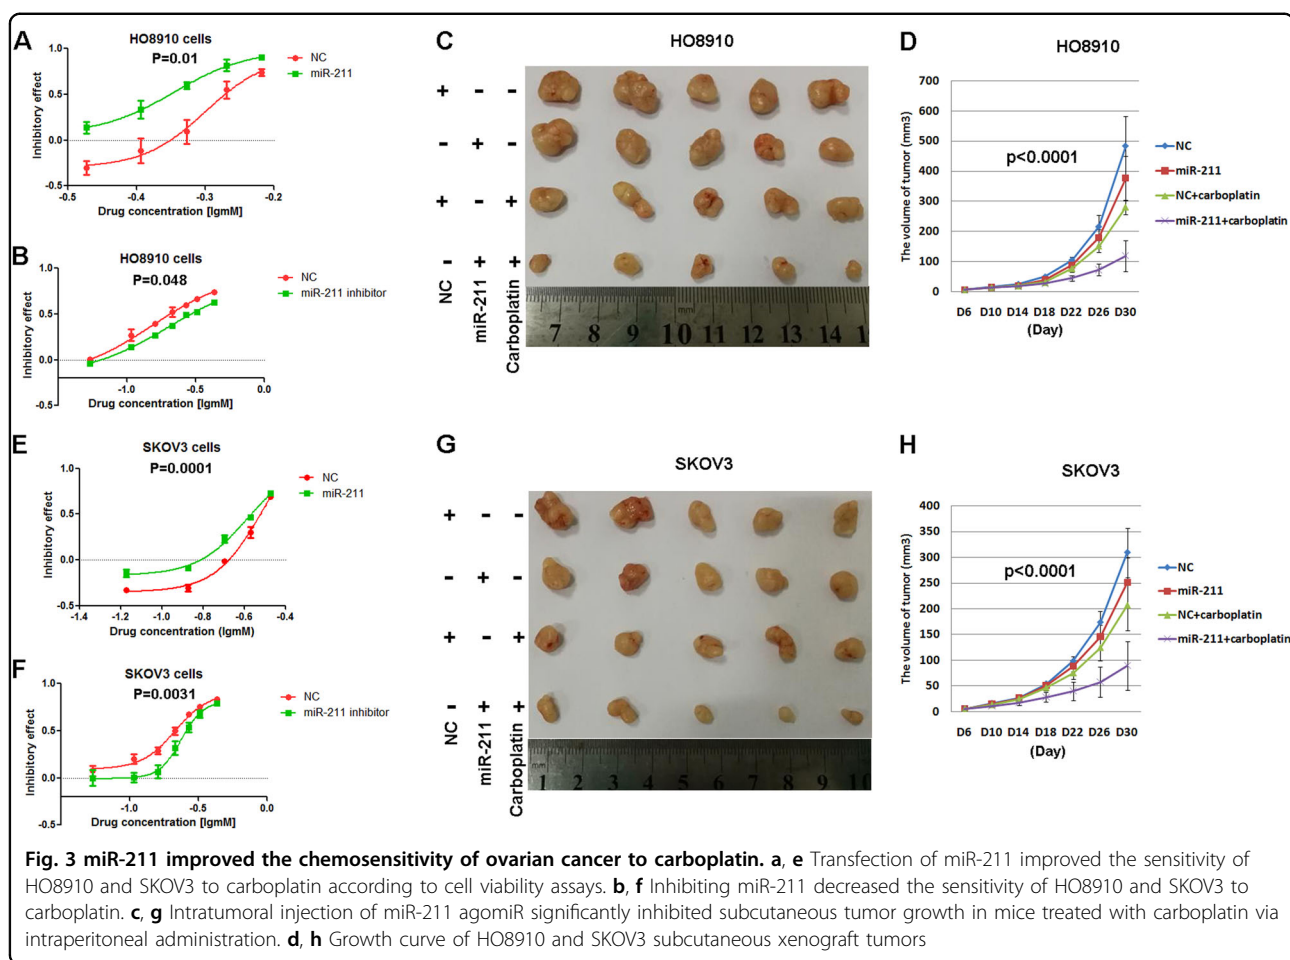 A
HO8910 cells
P=0.01
NC
miR-211
Inhibitory effect
1.0
0.5
0.0
-0.5
-0.5
-0.4
-0.3
-0.2
Drug concentration [lgmM]
B
HO8910 cells
P=0.048
NC
miR-211 inhibitor
Inhibitory effect
1.0
0.5
0.0
-0.5
-1.0
-0.5
0.0
Drug concentration [lgmM]
C
HO8910
+ - -
- + -
+ - +
- + +
NC
miR-211
Carboplatin
7 8 9 10 mm 11 12 13 14
D
HO8910
The volume of tumor (mm3)
700
600
500
400
300
200
100
0
p<0.0001
NC
miR-211
NC+carboplatin
miR-211+carboplatin
D6 D10 D14 D18 D22 D26 D30
(Day)
E
SKOV3 cells
P=0.0001
NC
miR-211
Inhibitory effect
1.0
0.5
0.0
-0.5
-1.4 -1.2 -1.0 -0.8 -0.6 -0.4
Drug concentration (lgmM)
F
SKOV3 cells
P=0.0031
NC
miR-211 inhibitor
Inhibitory effect
1.0
0.5
0.0
-0.5
-1.0
-0.5
0.0
Drug concentration [lgmM]
G
SKOV3
+ - -
- + -
+ - +
- + +
NC
miR-211
Carboplatin
mm 1 2 3 4 5 6 7 8 9 10
H
SKOV3
The volume of tumor (mm3)
400
350
300
250
200
150
100
50
0
p<0.0001
NC
miR-211
NC+carboplatin
miR-211+carboplatin
D6 D10 D14 D18 D22 D26 D30
(Day)
Fig. 3 miR-211 improved the chemosensitivity of ovarian cancer to carboplatin. a, e Transfection of miR-211 improved the sensitivity of
HO8910 and SKOV3 to carboplatin according to cell viability assays. b, f Inhibiting miR-211 decreased the sensitivity of HO8910 and SKOV3 to
carboplatin. c, g Intratumoral injection of miR-211 agomiR significantly inhibited subcutaneous tumor growth in mice treated with carboplatin via
intraperitoneal administration. d, h Growth curve of HO8910 and SKOV3 subcutaneous xenograft tumors